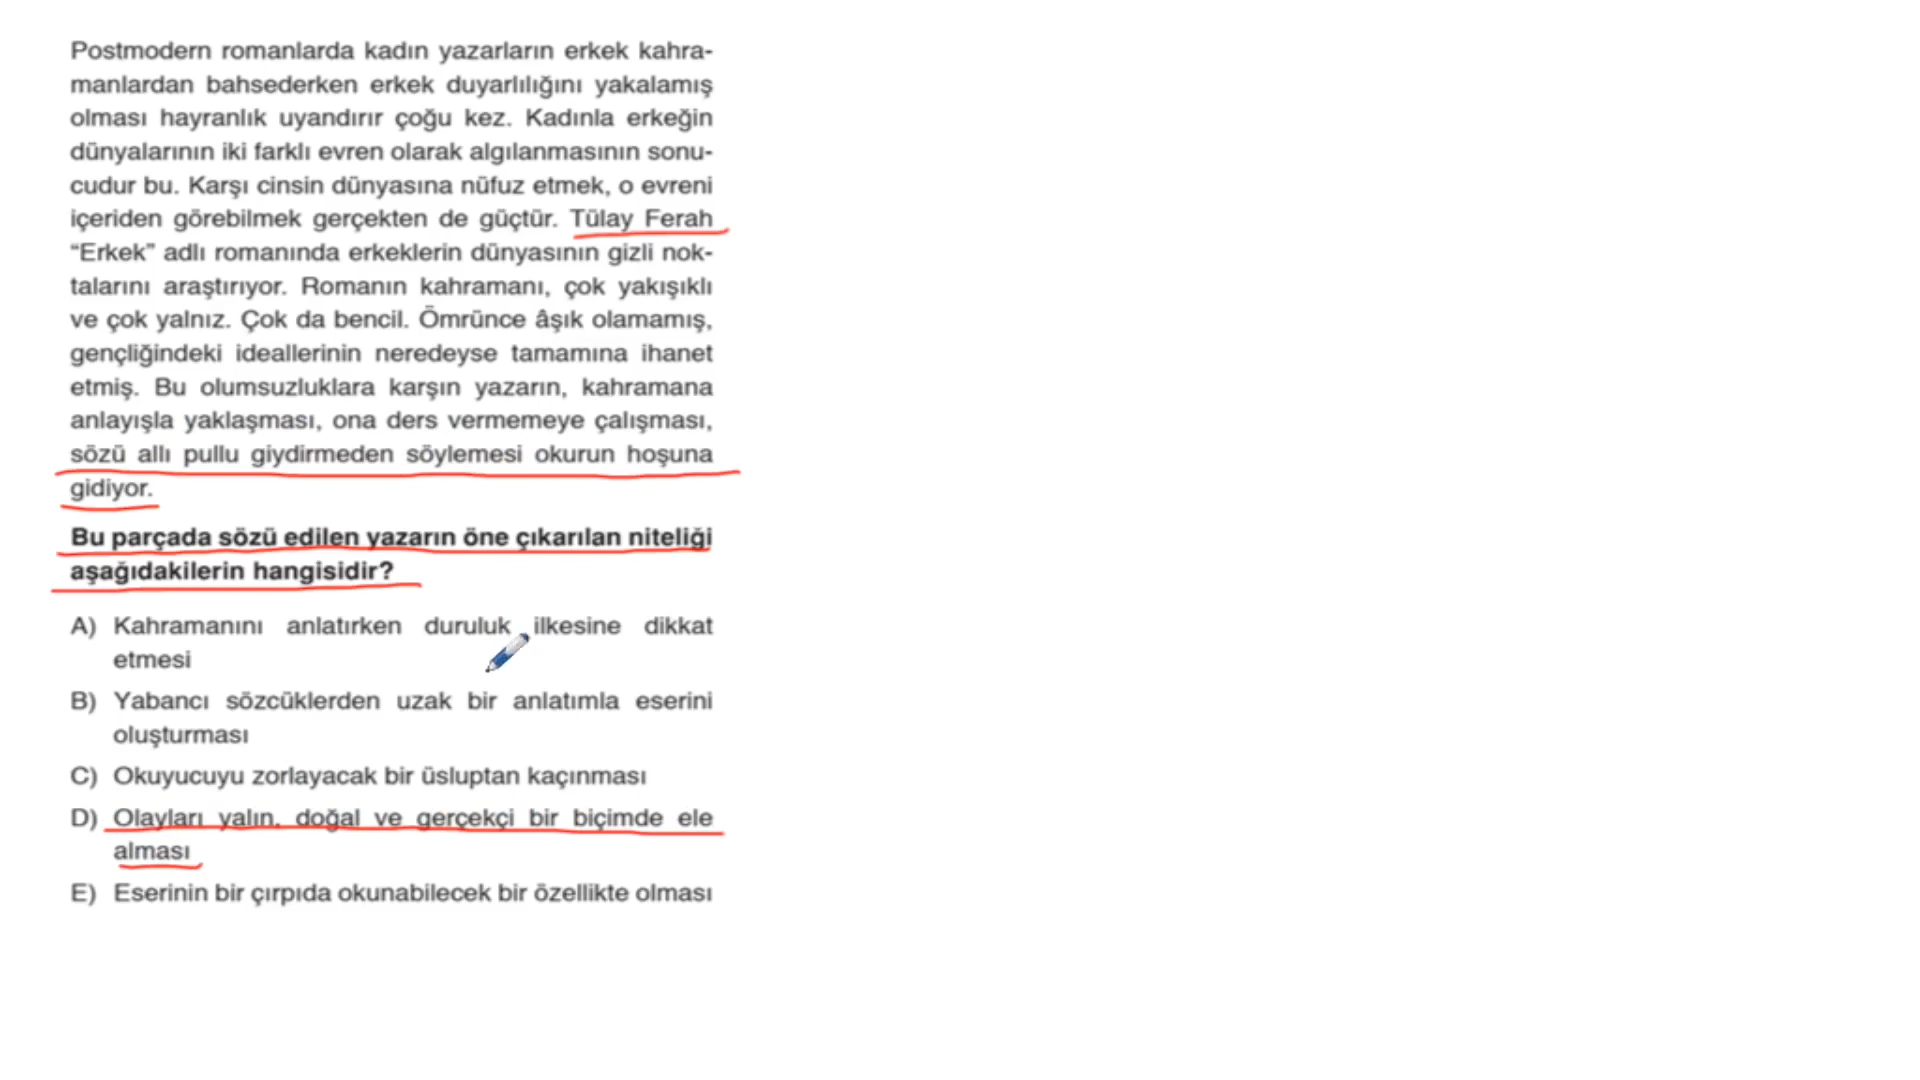 Postmodern romanlarda kadın yazarların erkek kahra-
manlardan bahsederken erkek duyarlılığını yakalamış
olması hayranlık uyandırır çoğu kez. Kadınla erkeğin
dünyalarının iki farklı evren olarak algılanmasının sonu-
cudur bu. Karşı cinsin dünyasına nüfuz etmek, o evreni
içeriden görebilmek gerçekten de güçtür. Tülay Ferah
“Erkek” adlı romanında erkeklerin dünyasının gizli nok-
talarını araştırıyor. Romanın kahramanı, çok yakışıklı
ve çok yalnız. Çok da bencil. Ömrünce âşık olamamış,
gençliğindeki ideallerinin neredeyse tamamına ihanet
etmiş. Bu olumsuzluklara karşın yazarın, kahramana
anlayışla yaklaşması, ona ders vermemeye çalışması,
sözü allı pullu giydirmeden söylemesi okurun hoşuna
gidiyor.
Bu parçada sözü edilen yazarın öne çıkarılan niteliği
aşağıdakilerin hangisidir?
A) Kahramanını anlatırken duruluk ilkesine dikkat
etmesi
B) Yabancı sözcüklerden uzak bir anlatımla eserini
oluşturması
C) Okuyucuyu zorlayacak bir üsluptan kaçınması
D) Olayları yalın, doğal ve gerçekçi bir biçimde ele
alması
E) Eserinin bir çırpıda okunabilecek bir özellikte olması